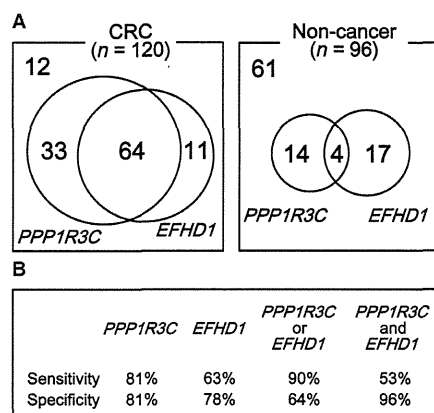 A
CRC
(n = 120)
12
33 64 11
PPP1R3C EFHD1
Non-cancer
(n = 96)
61
14 4 17
PPP1R3C EFHD1
B
PPP1R3C EFHD1 PPP1R3C or EFHD1 PPP1R3C and EFHD1
Sensitivity 81% 63% 90% 53%
Specificity 81% 78% 64% 96%